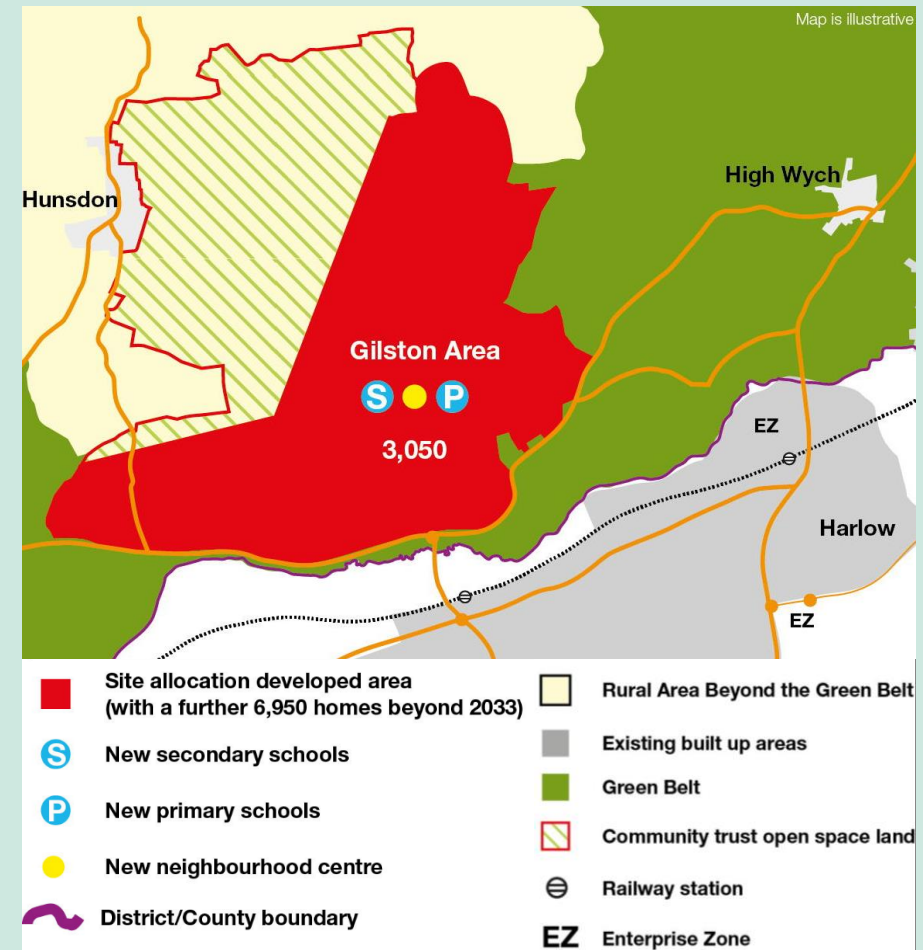 Map is illustrative
High Wych
Hunsdon
Gilston Area
S P
3,050
EZ
Harlow
EZ
Site allocation developed area
(with a further 6,950 homes beyond 2033)
S New secondary schools
P New primary schools
New neighbourhood centre
District/County boundary
Rural Area Beyond the Green Belt
Existing built up areas
Green Belt
Community trust open space land
Railway station
EZ Enterprise Zone